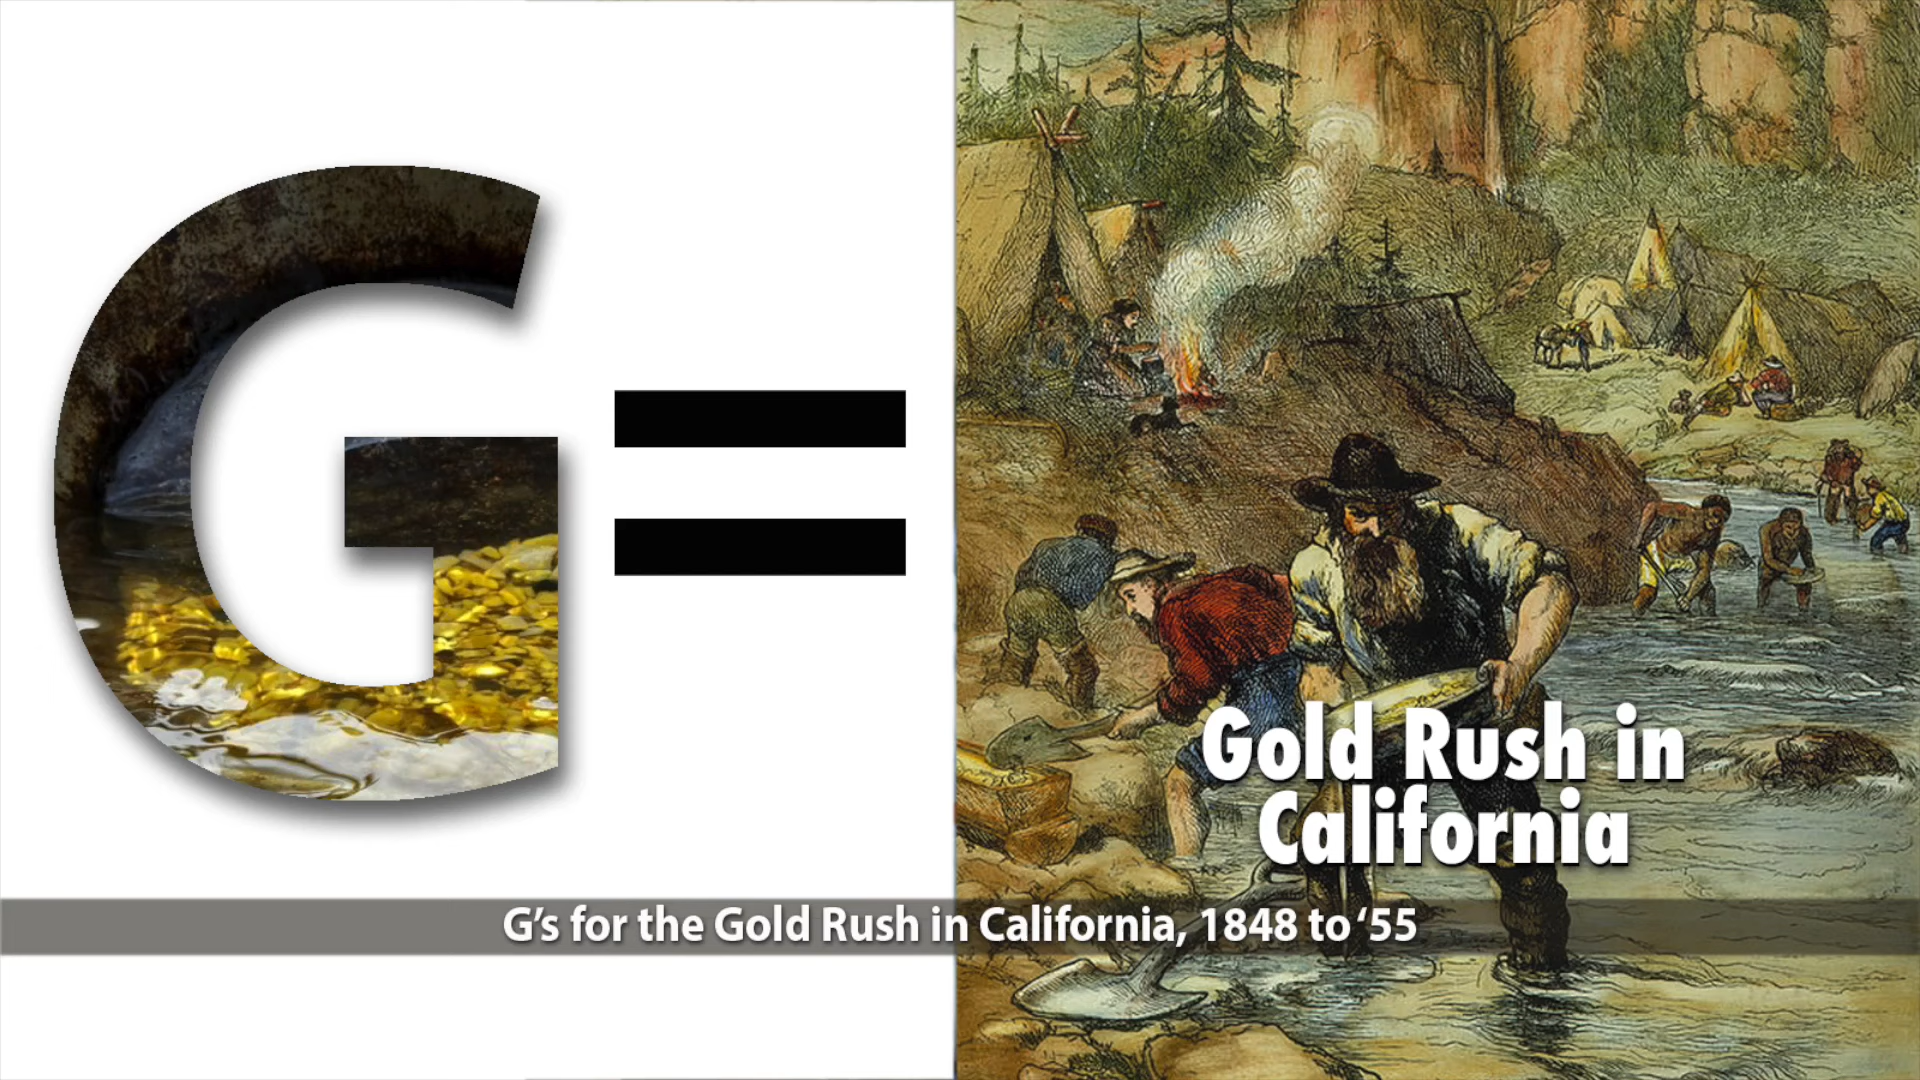 G=
Gold Rush in
California
G’s for the Gold Rush in California, 1848 to ‘55